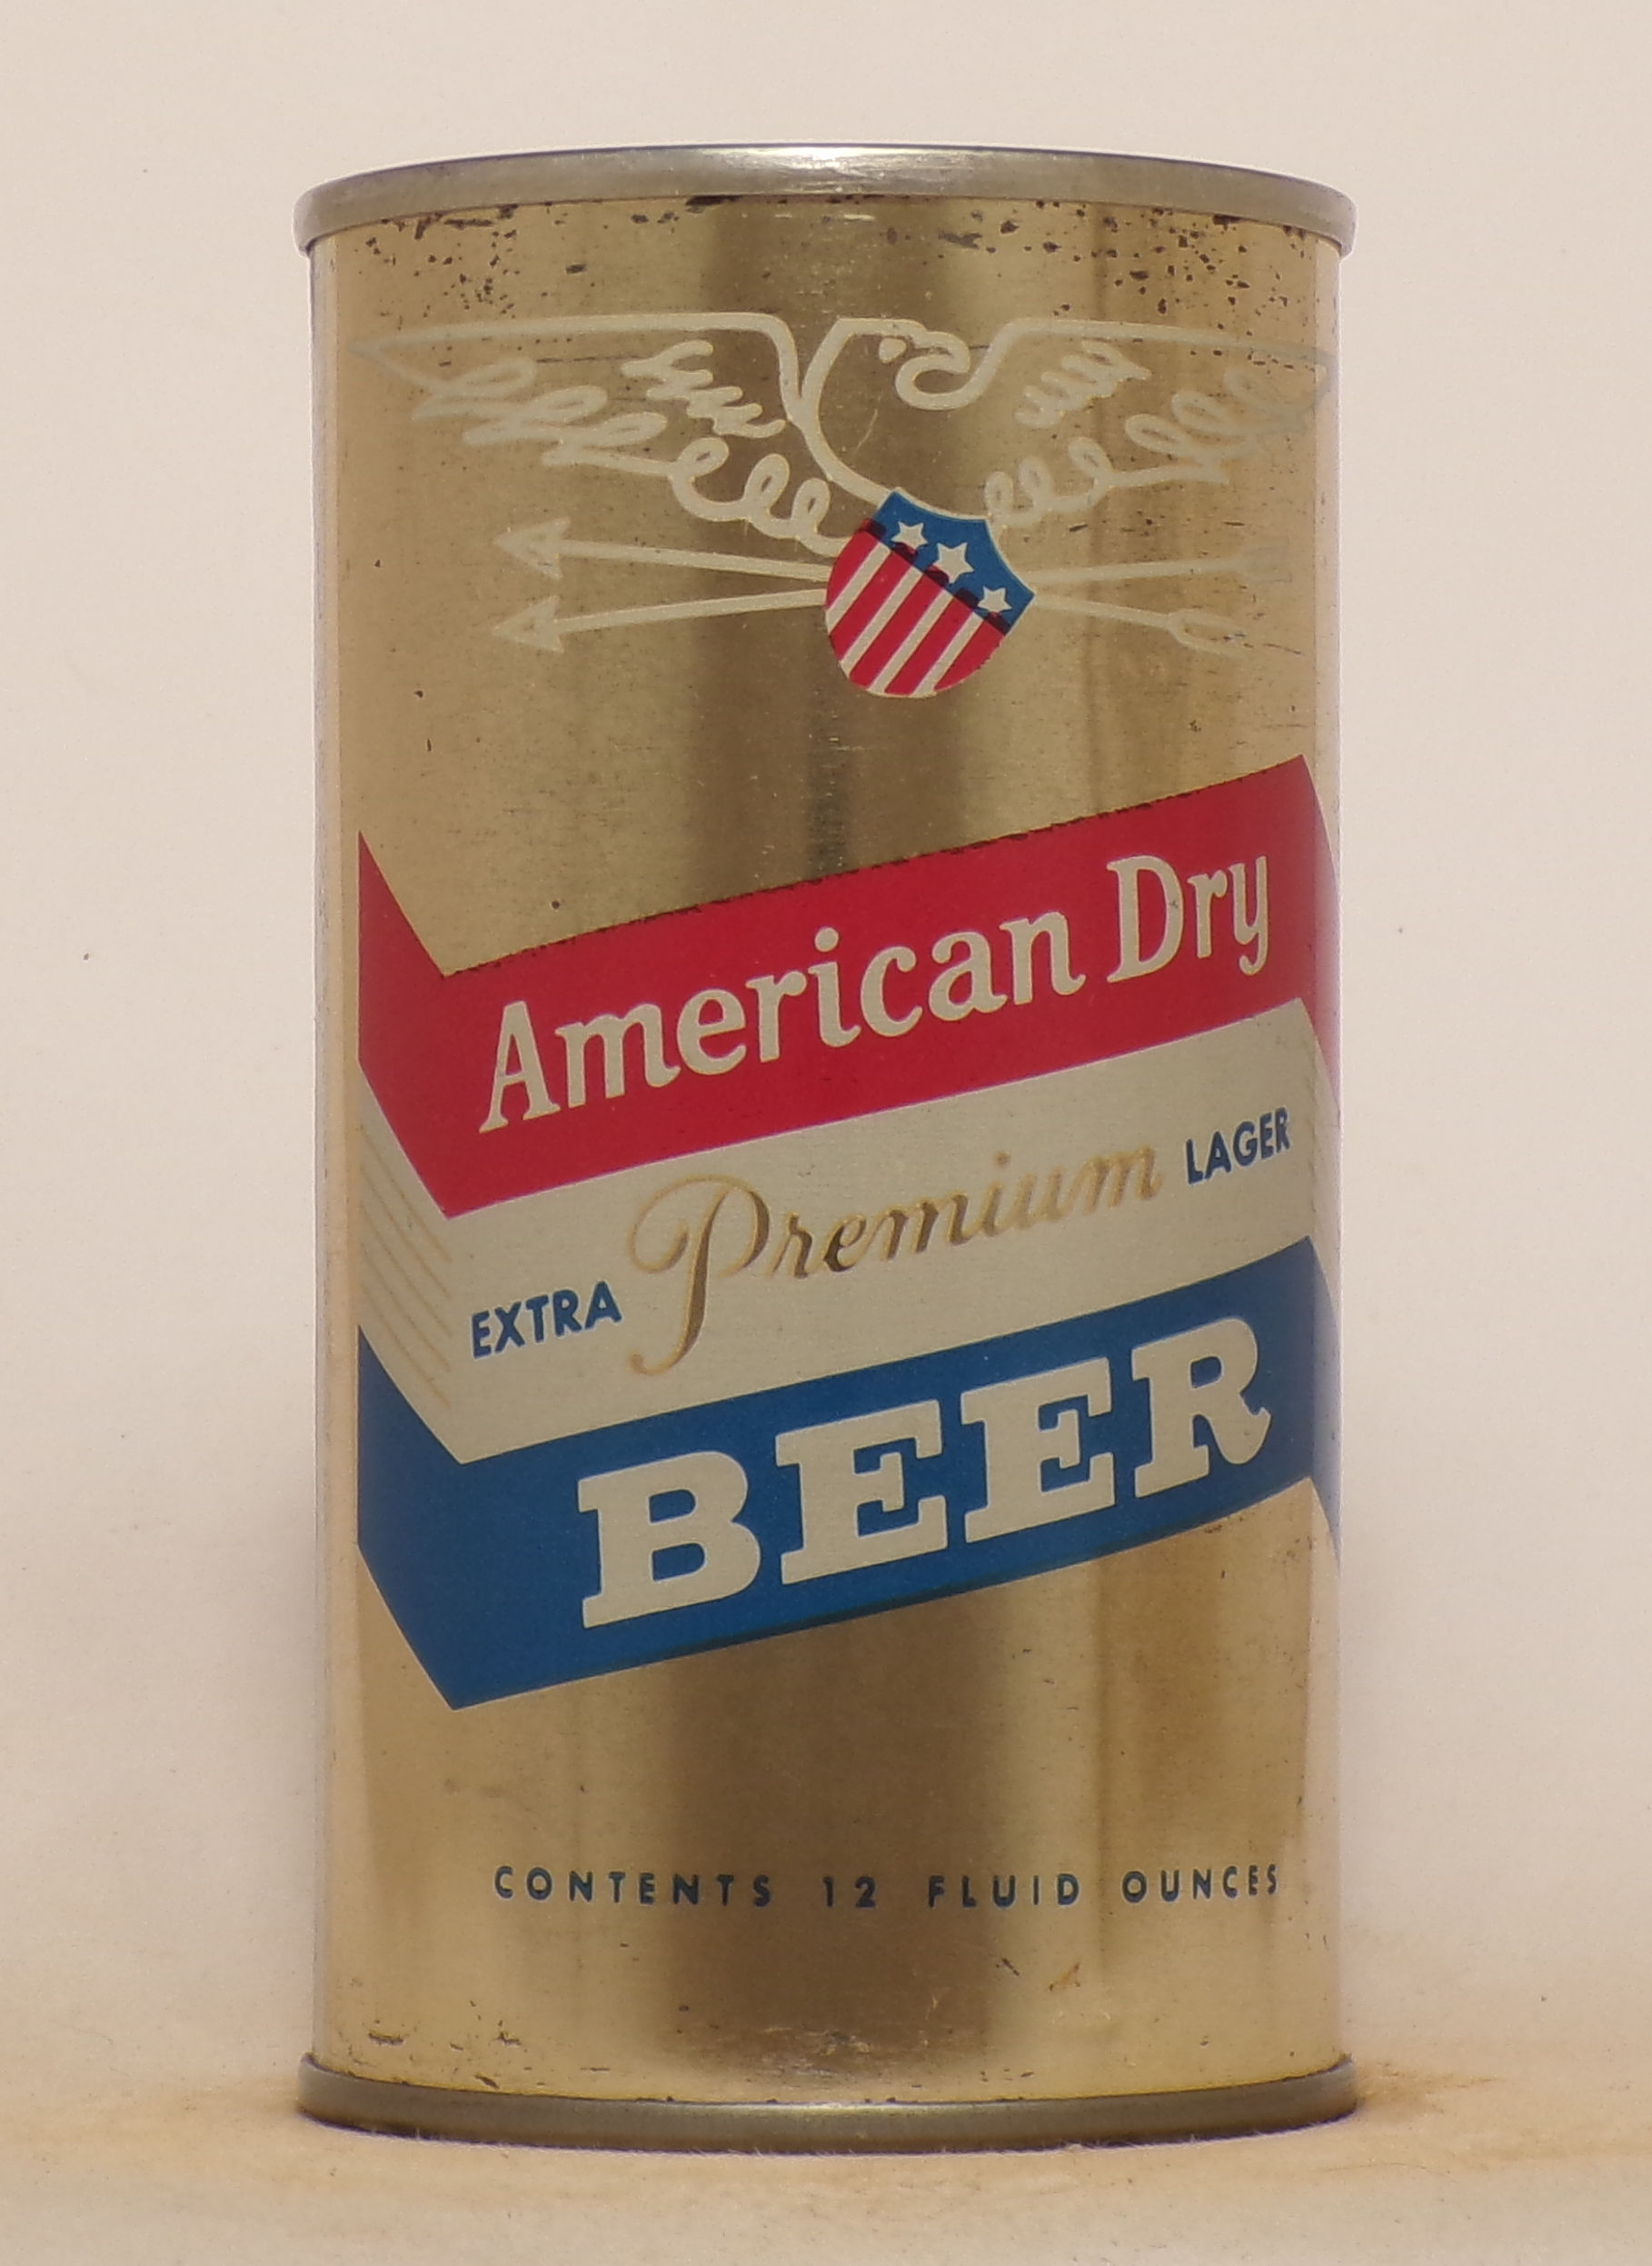 American Dry
EXTRA Premium LAGER
BEER
CONTENTS 12 FLUID OUNCES